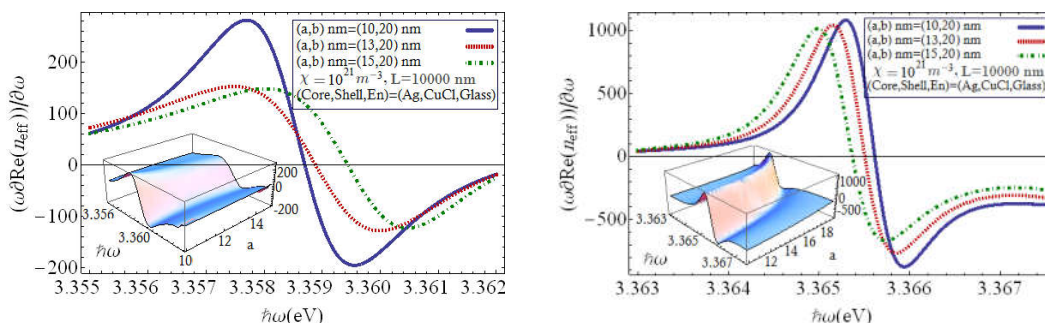 (ω∂Re(n_eff))/∂ω
200
100
0
−100
−200
(a,b) nm=(10,20) nm
(a,b) nm=(13,20) nm
(a,b) nm=(15,20) nm
χ = 10^21 m^−3, L=10000 nm
(Core,Shell,En)=(Ag,CuCl,Glass)
200
0
-200
3.356
3.360
ℏω
10
12
14
a
3.355 3.356 3.357 3.358 3.359 3.360 3.361 3.362
ℏω(eV)
(ω∂Re(n_eff))/∂ω
1000
500
0
−500
(a,b) nm=(10,20) nm
(a,b) nm=(13,20) nm
(a,b) nm=(15,20) nm
χ = 10^21 m^−3, L=10000 nm
(Core,Shell,En)=(Ag,CuCl,Glass)
1000
0
-500
3.363
3.365
3.367
ℏω
12
14
16
18
a
3.363 3.364 3.365 3.366 3.367
ℏω(eV)